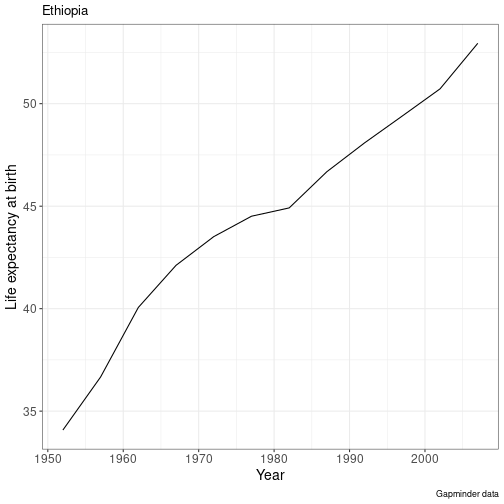 Ethiopia
Life expectancy at birth
50
45
40
35
1950 1960 1970 1980 1990 2000
Year
Gapminder data